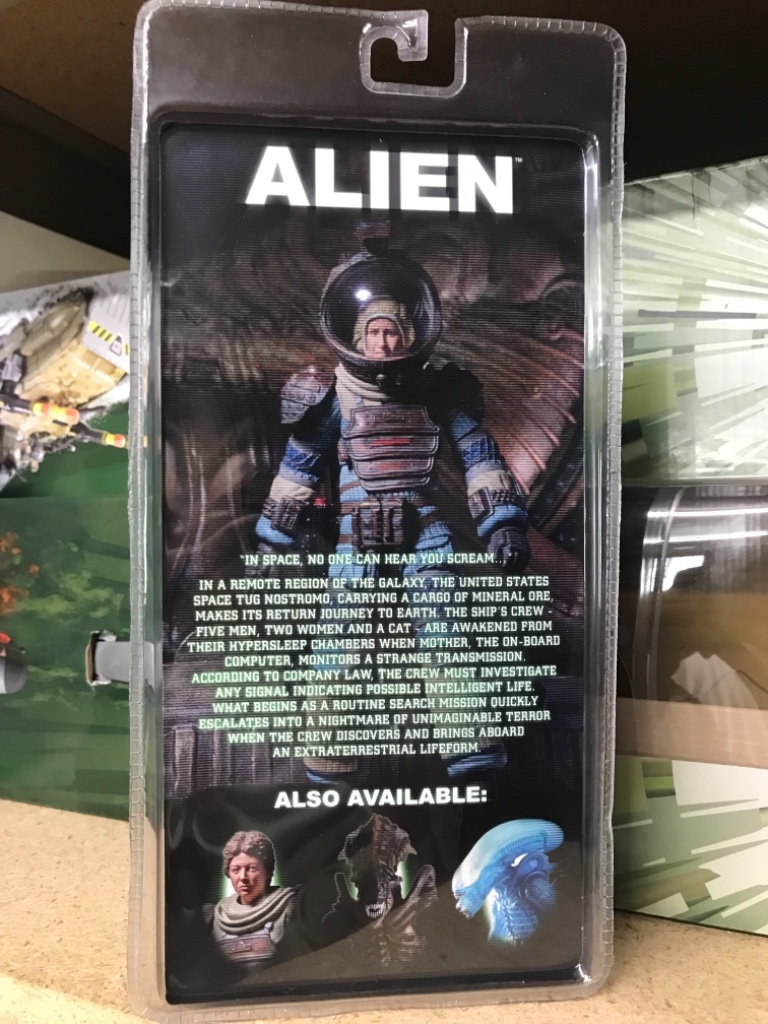 ALIEN™
"IN SPACE, NO ONE CAN HEAR YOU SCREAM...
IN A REMOTE REGION OF THE GALAXY, THE UNITED STATES
SPACE TUG NOSTROMO, CARRYING A CARGO OF MINERAL ORE,
MAKES ITS RETURN JOURNEY TO EARTH. THE SHIP'S CREW -
FIVE MEN, TWO WOMEN AND A CAT - ARE AWAKENED FROM
THEIR HYPERSLEEP CHAMBERS WHEN MOTHER, THE ON-BOARD
COMPUTER, MONITORS A STRANGE TRANSMISSION.
ACCORDING TO COMPANY LAW, THE CREW MUST INVESTIGATE
ANY SIGNAL INDICATING POSSIBLE INTELLIGENT LIFE.
WHAT BEGINS AS A ROUTINE SEARCH MISSION QUICKLY
ESCALATES INTO A NIGHTMARE OF UNIMAGINABLE TERROR
WHEN THE CREW DISCOVERS AND BRINGS ABOARD
AN EXTRATERRESTRIAL LIFEFORM.
ALSO AVAILABLE: